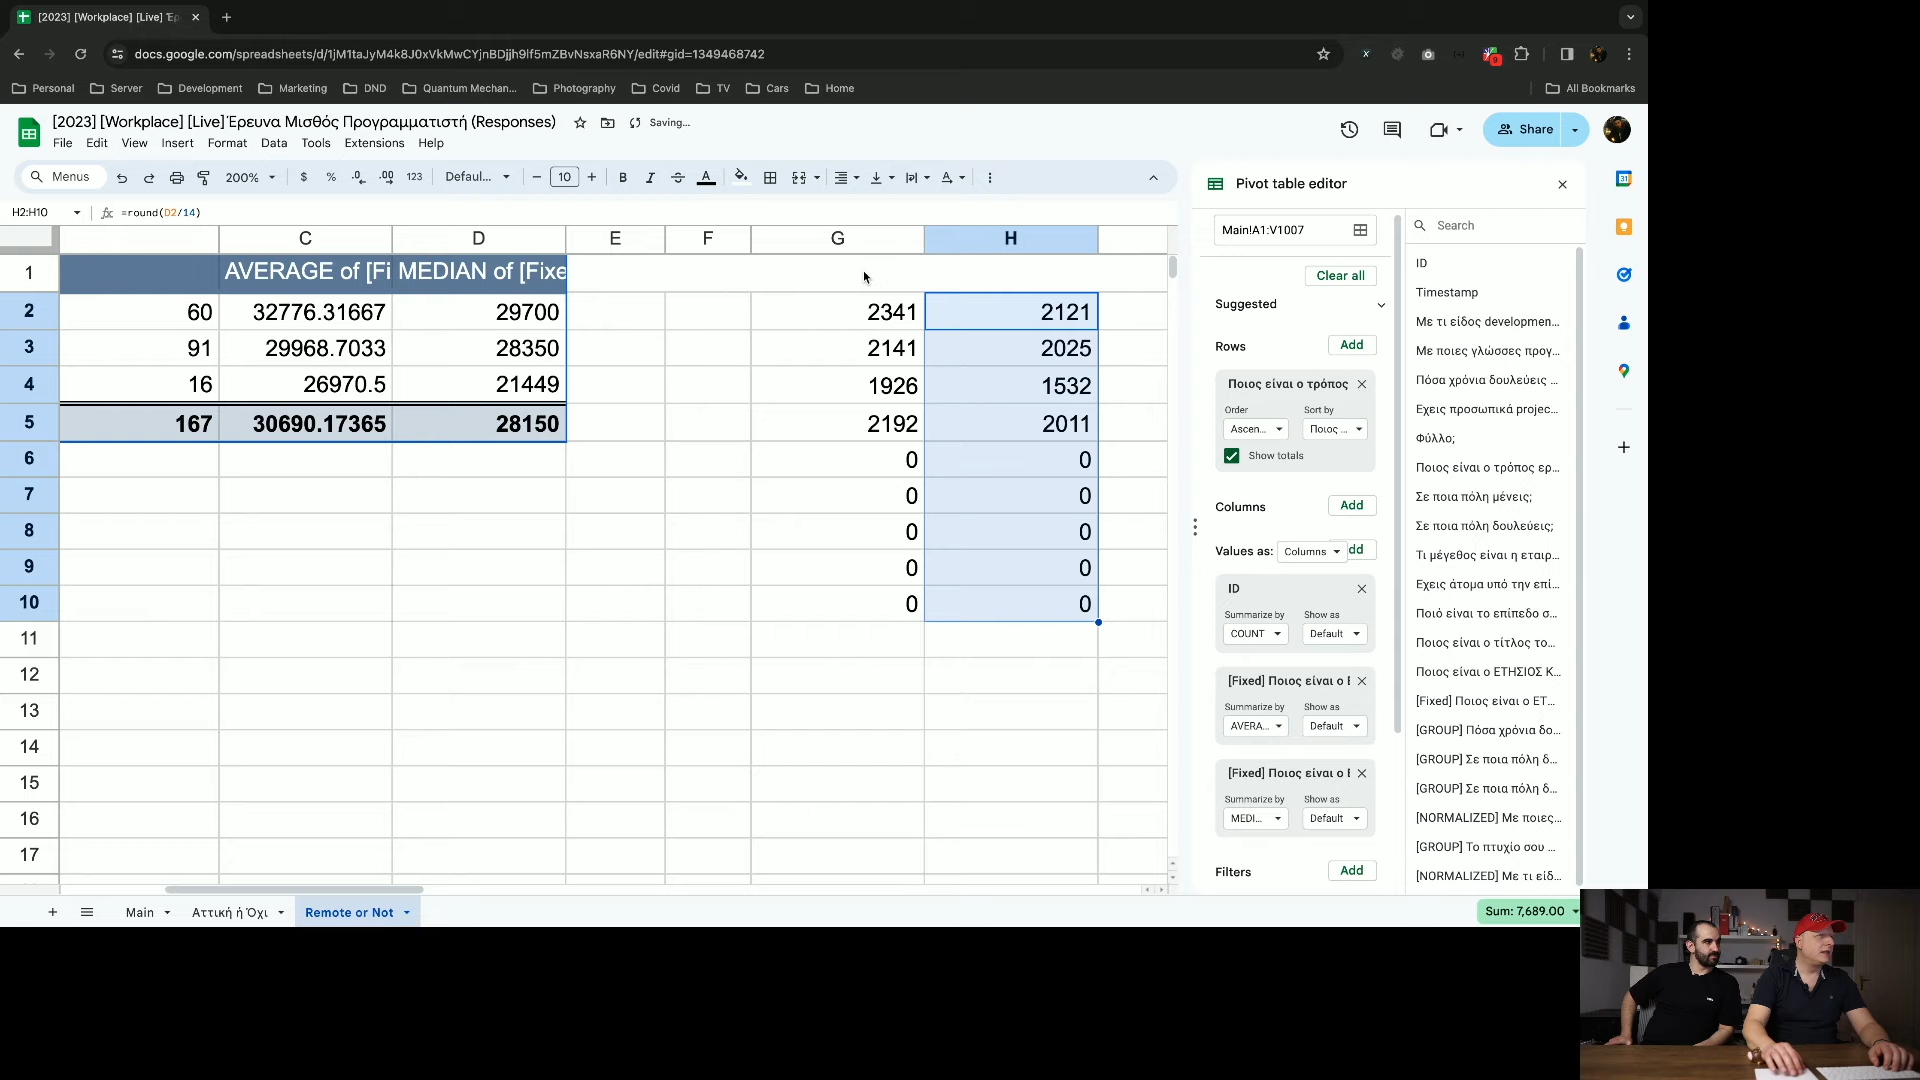 [2023] [Workplace] [Live] Έρ
docs.google.com/spreadsheets/d/1jM1taJyM4k8J0xVkMwCYjnBDjjh9lf5mZBvNsxaR6NY/edit#gid=1349468742
9
Personal Server Development Marketing DND Quantum Mechan... Photography Covid TV Cars Home All Bookmarks
[2023] [Workplace] [Live] Έρευνα Μισθός Προγραμματιστή (Responses) Saving...
File Edit View Insert Format Data Tools Extensions Help
Share
Menus 200% $ % .0 .00 123 Defaul... 10 B I A
Pivot table editor
H2:H10 fx =round(D2/14)
C D E F G H
1 AVERAGE of [Fi MEDIAN of [Fixe
2 60 32776.31667 29700 2341 2121
3 91 29968.7033 28350 2141 2025
4 16 26970.5 21449 1926 1532
5 167 30690.17365 28150 2192 2011
6 0 0
7 0 0
8 0 0
9 0 0
10 0 0
11
12
13
14
15
16
17
Main!A1:V1007
Clear all
Suggested
Rows Add
Ποιος είναι ο τρόπος
Order Sort by
Ascen... Ποιος ...
Show totals
Columns Add
Values as: Columns dd
ID
Summarize by Show as
COUNT Default
[Fixed] Ποιος είναι ο Ε
Summarize by Show as
AVERA... Default
[Fixed] Ποιος είναι ο Ε
Summarize by Show as
MEDI... Default
Filters Add
Search
ID
Timestamp
Με τι είδος developmen...
Με ποιες γλώσσες προγ...
Πόσα χρόνια δουλεύεις ...
Εχεις προσωπικά projec...
Φύλλο;
Ποιος είναι ο τρόπος ερ...
Σε ποια πόλη μένεις;
Σε ποια πόλη δουλεύεις;
Τι μέγεθος είναι η εταιρ...
Εχεις άτομα υπό την επί...
Ποιό είναι το επίπεδο σ...
Ποιος είναι ο τίτλος το...
Ποιος είναι ο ΕΤΗΣΙΟΣ Κ...
[Fixed] Ποιος είναι ο ΕΤ...
[GROUP] Πόσα χρόνια δο...
[GROUP] Σε ποια πόλη δ...
[GROUP] Σε ποια πόλη δ...
[NORMALIZED] Με ποιες...
[GROUP] Το πτυχίο σου ...
[NORMALIZED] Με τι είδ...
31
Main Αττική ή Όχι Remote or Not
Sum: 7,689.00